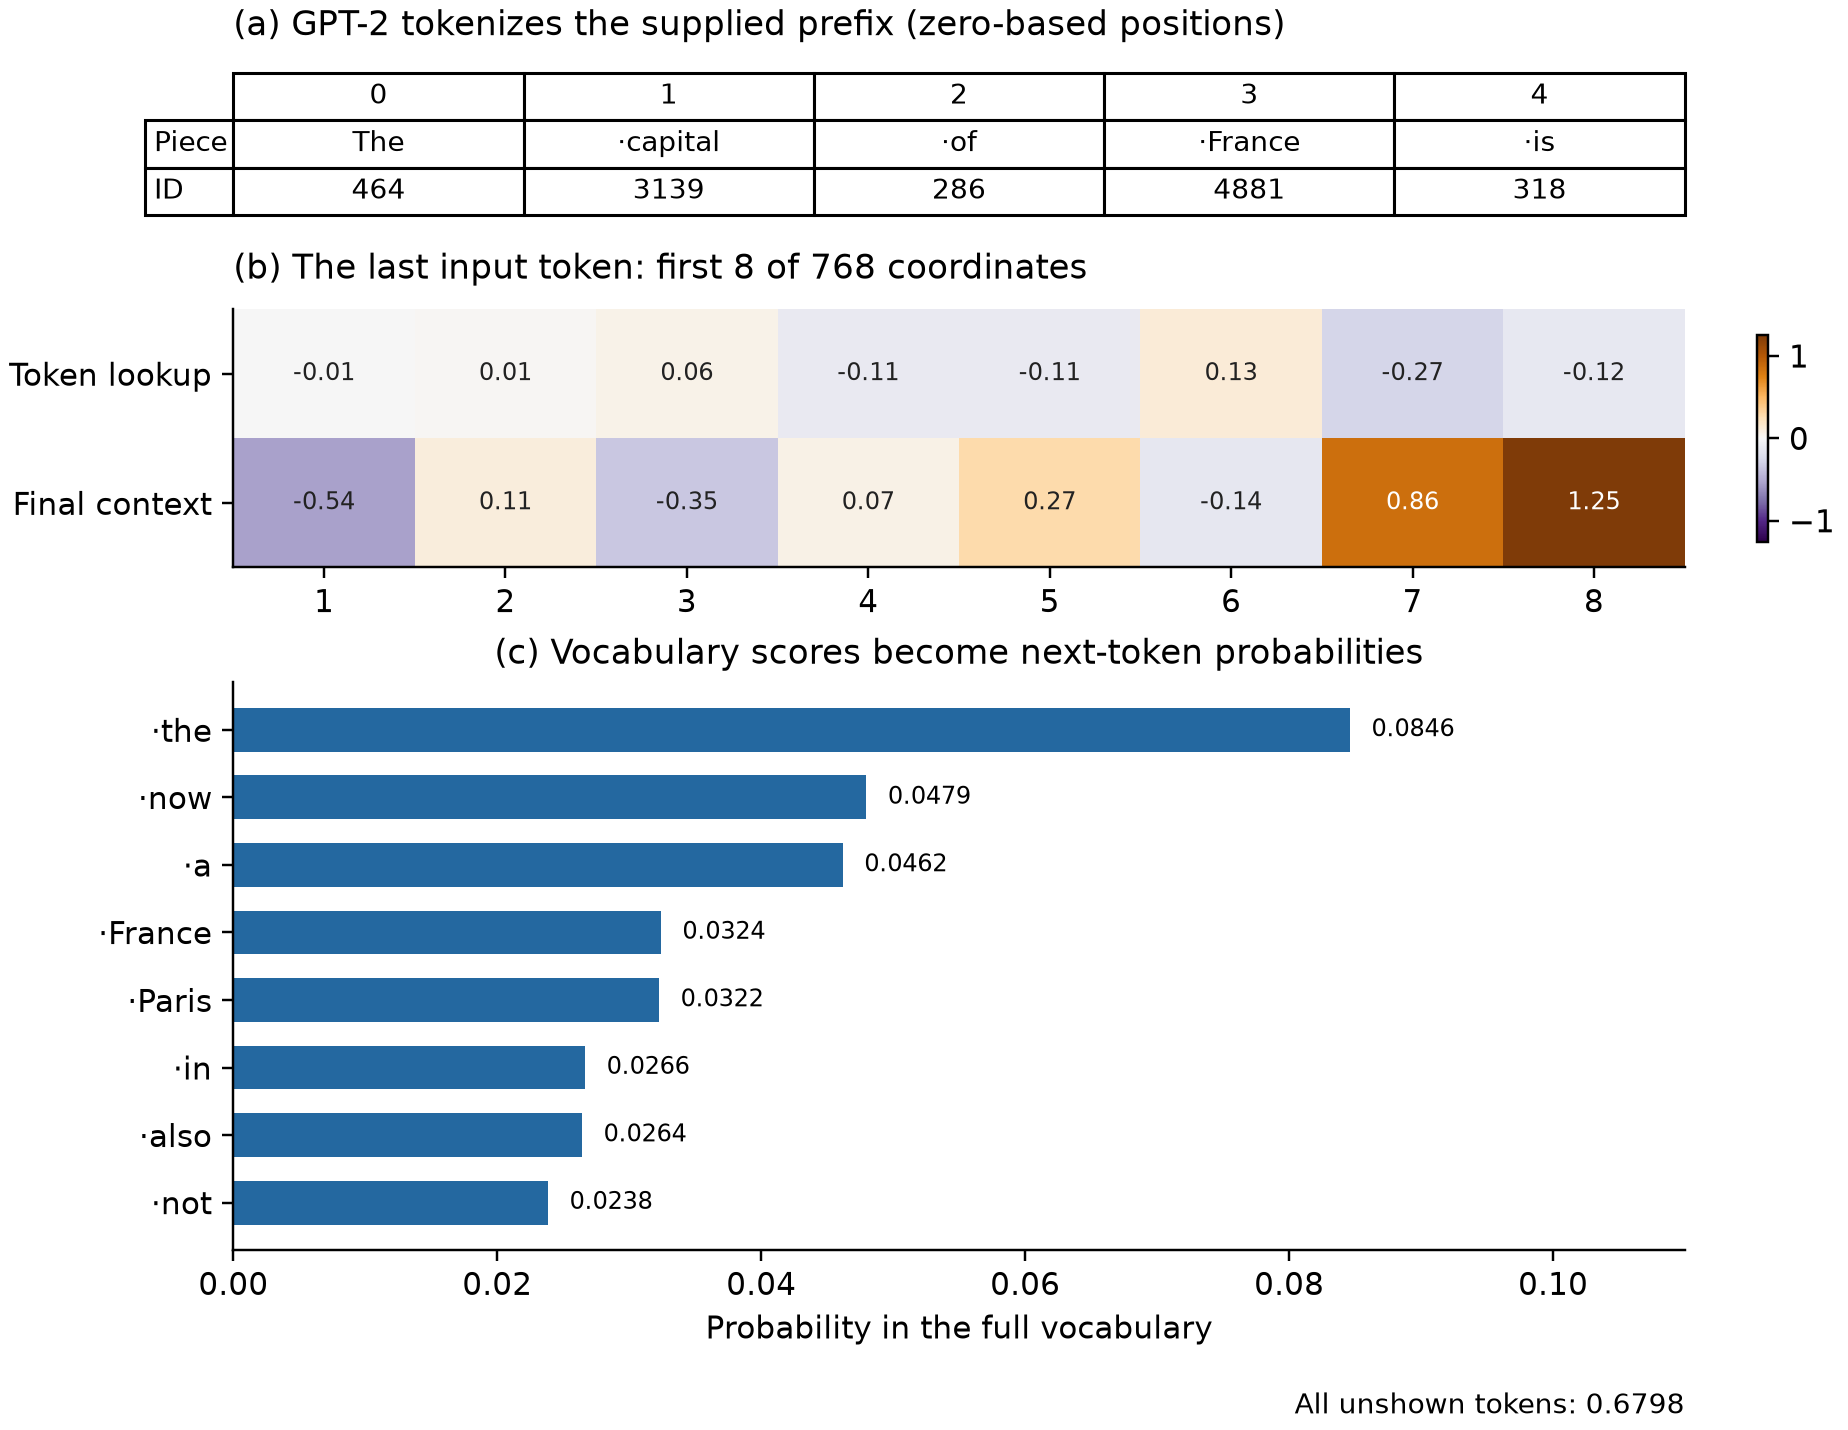 (a) GPT-2 tokenizes the supplied prefix (zero-based positions)
0 1 2 3 4
Piece The ·capital ·of ·France ·is
ID 464 3139 286 4881 318
(b) The last input token: first 8 of 768 coordinates
Token lookup -0.01 0.01 0.06 -0.11 -0.11 0.13 -0.27 -0.12
Final context -0.54 0.11 -0.35 0.07 0.27 -0.14 0.86 1.25
1 2 3 4 5 6 7 8
1
0
−1
(c) Vocabulary scores become next-token probabilities
·the 0.0846
·now 0.0479
·a 0.0462
·France 0.0324
·Paris 0.0322
·in 0.0266
·also 0.0264
·not 0.0238
0.00 0.02 0.04 0.06 0.08 0.10
Probability in the full vocabulary
All unshown tokens: 0.6798